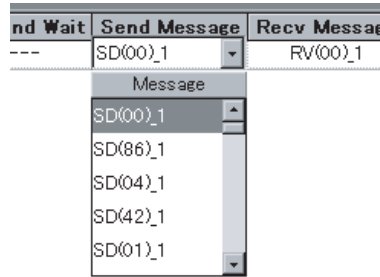 nd Wait Send Message Recv Messag
--- SD(00)_1 RV(00)_1
Message
SD(00)_1
SD(86)_1
SD(04)_1
SD(42)_1
SD(01)_1